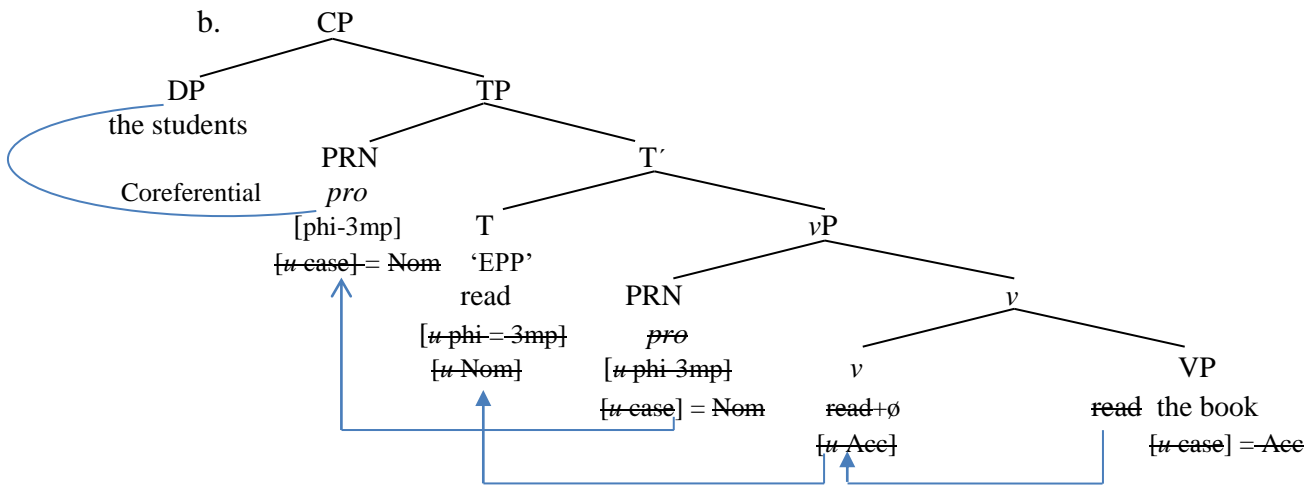 b. CP
DP TP
the students
PRN T′
Coreferential pro
[phi-3mp] T vP
[u case] = Nom ‘EPP’
read PRN v
[u phi = 3mp] pro
[u Nom] [u phi-3mp] v VP
[u case] = Nom read+ø read the book
[u Acc] [u case] = Acc